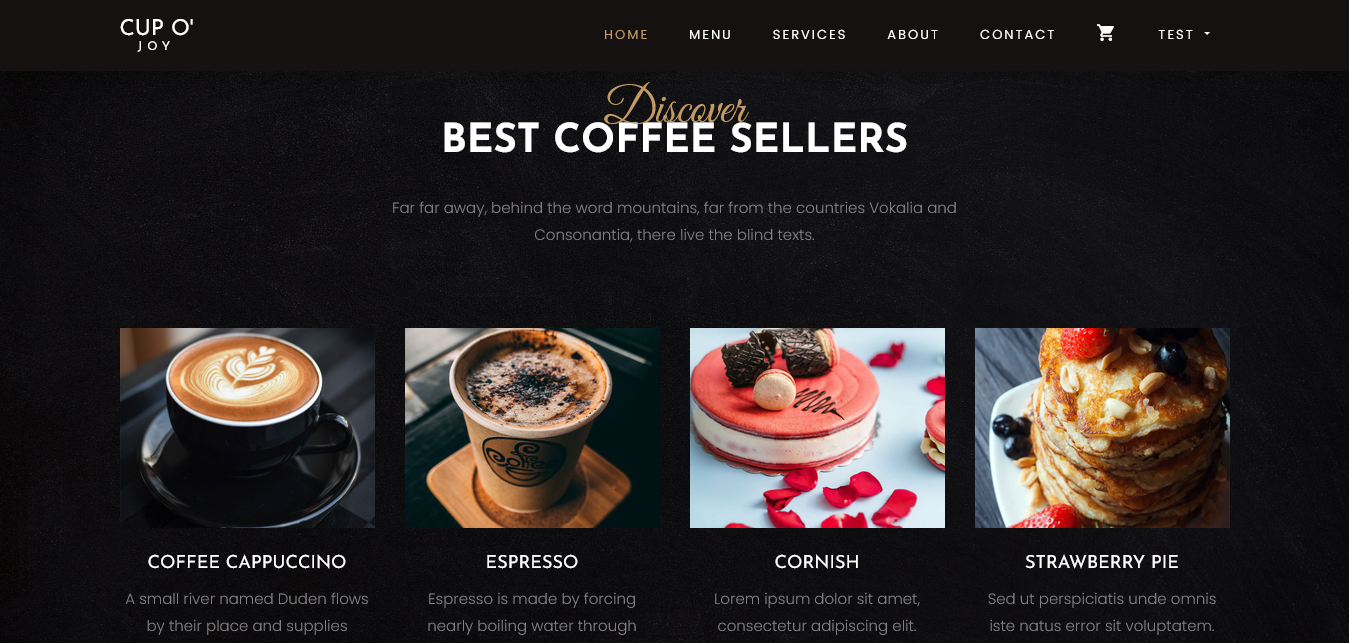 CUP O'
JOY
HOME MENU SERVICES ABOUT CONTACT TEST
Discover
BEST COFFEE SELLERS
Far far away, behind the word mountains, far from the countries Vokalia and
Consonantia, there live the blind texts.
Coffee
COFFEE CAPPUCCINO
A small river named Duden flows
by their place and supplies
ESPRESSO
Espresso is made by forcing
nearly boiling water through
CORNISH
Lorem ipsum dolor sit amet,
consectetur adipiscing elit.
STRAWBERRY PIE
Sed ut perspiciatis unde omnis
iste natus error sit voluptatem.